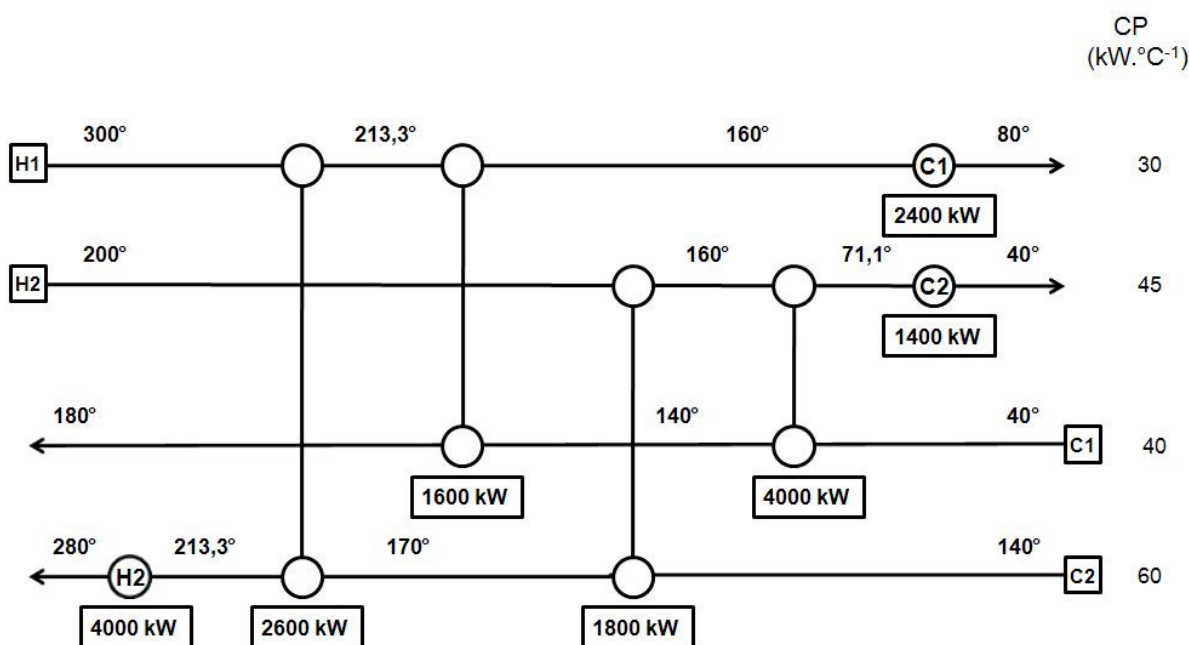 CP
(kW.°C⁻¹)
300° 213,3° 160° 80°
H1 C1 30
2400 kW
200° 160° 71,1° 40°
H2 C2 45
1400 kW
180° 140° 40°
C1 40
1600 kW 4000 kW
280° 213,3° 170° 140°
H2 C2 60
4000 kW 2600 kW 1800 kW